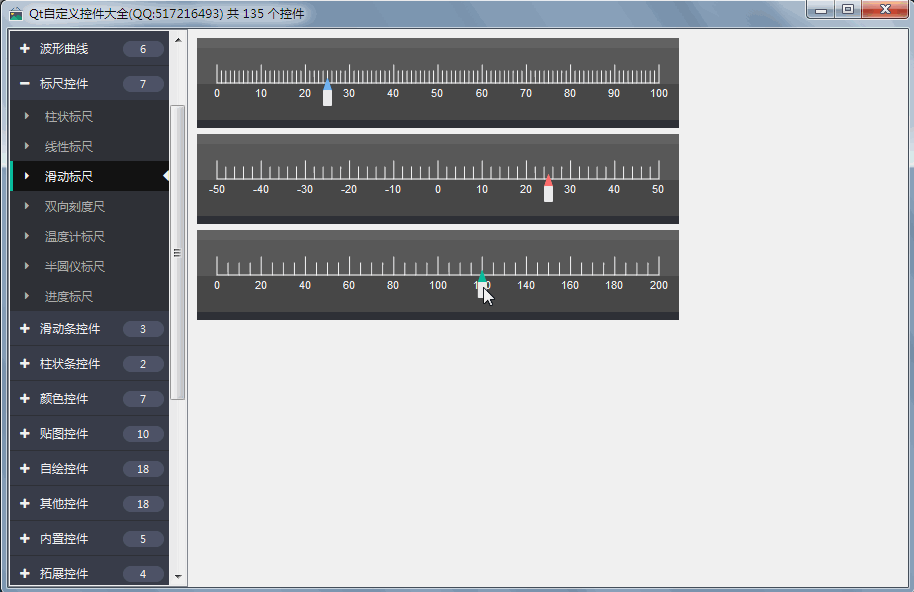 Qt自定义控件大全(QQ:517216493) 共 135 个控件
波形曲线 6
标尺控件 7
柱状标尺
线性标尺
滑动标尺
双向刻度尺
温度计标尺
半圆仪标尺
进度标尺
滑动条控件 3
柱状条控件 2
颜色控件 7
贴图控件 10
自绘控件 18
其他控件 18
内置控件 5
拓展控件 4
0 10 20 30 40 50 60 70 80 90 100
-50 -40 -30 -20 -10 0 10 20 30 40 50
0 20 40 60 80 100 120 140 160 180 200